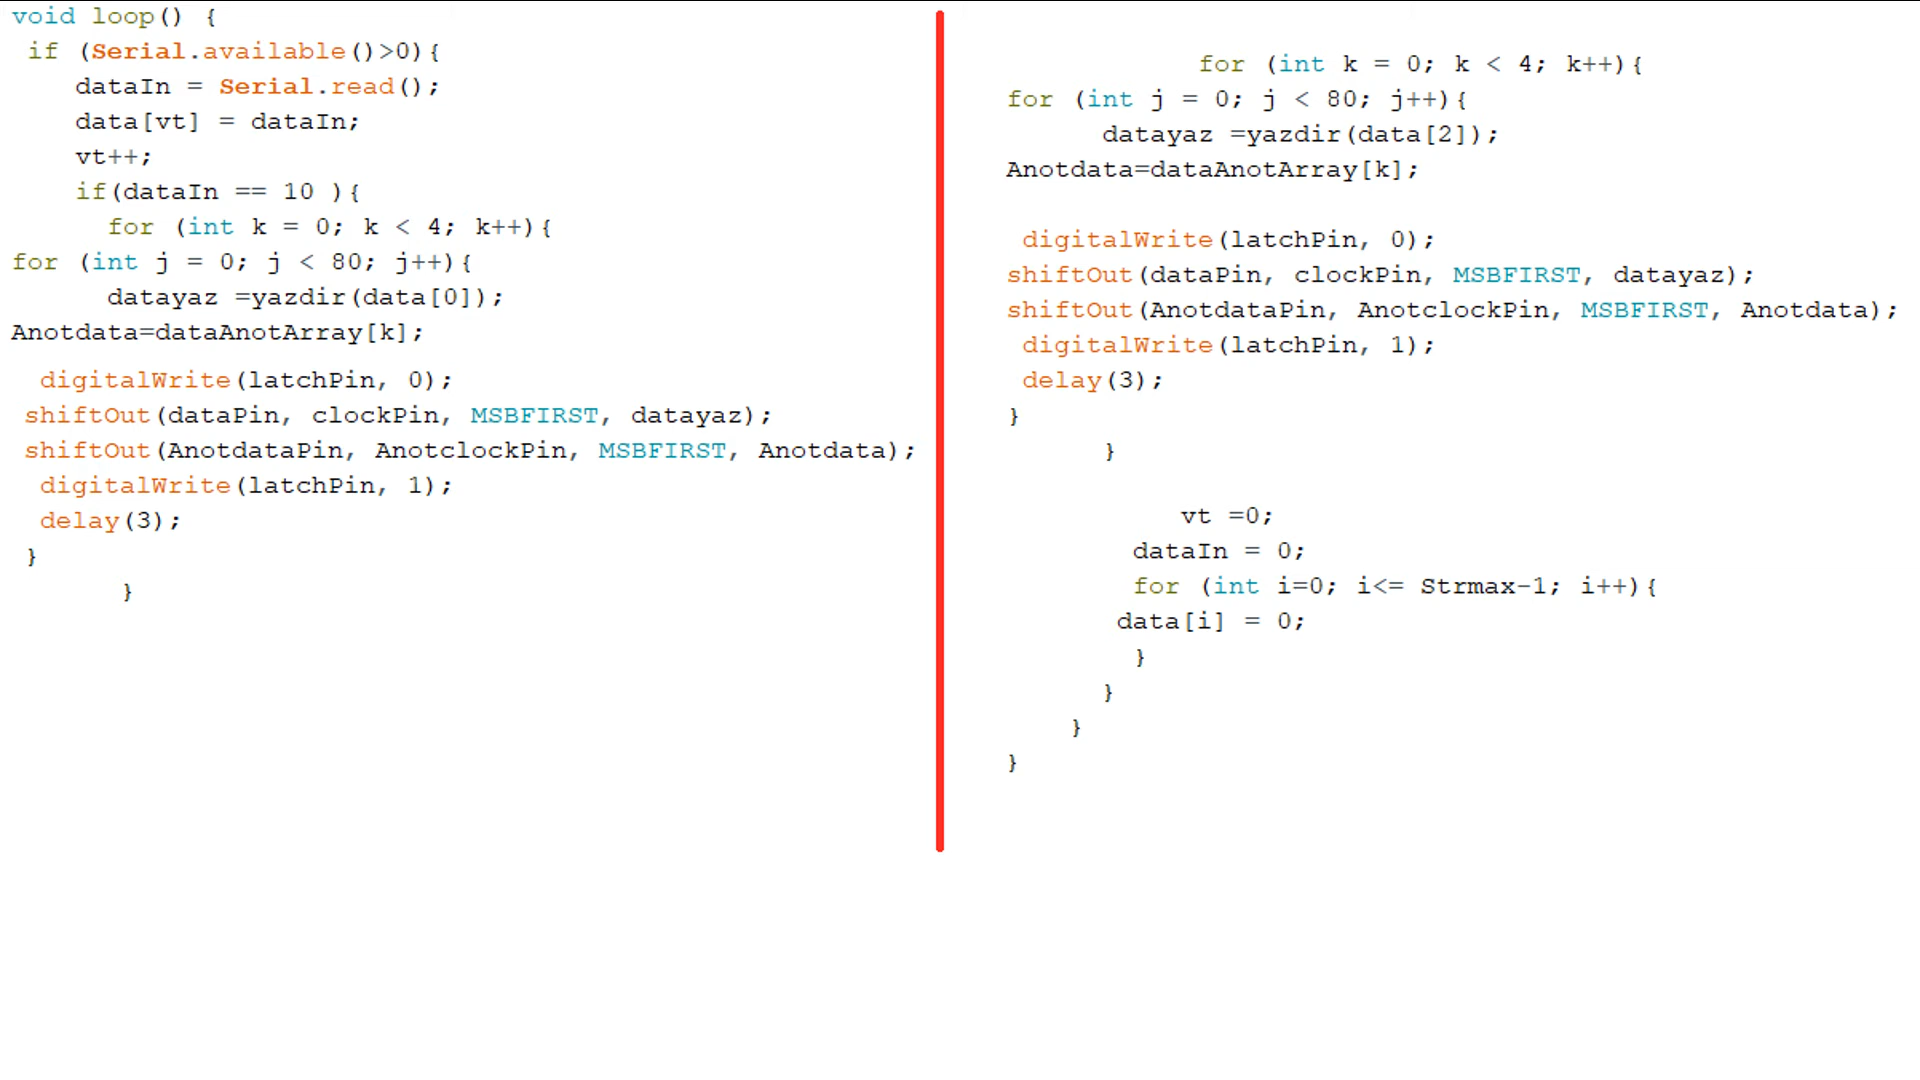 void loop() {
if (Serial.available()>0){
dataIn = Serial.read();
data[vt] = dataIn;
vt++;
if(dataIn == 10 ){
for (int k = 0; k < 4; k++){
for (int j = 0; j < 80; j++){
datayaz =yazdir(data[0]);
Anotdata=dataAnotArray[k];
digitalWrite(latchPin, 0);
shiftOut(dataPin, clockPin, MSBFIRST, datayaz);
shiftOut(AnotdataPin, AnotclockPin, MSBFIRST, Anotdata);
digitalWrite(latchPin, 1);
delay(3);
}
}
for (int k = 0; k < 4; k++){
for (int j = 0; j < 80; j++){
datayaz =yazdir(data[2]);
Anotdata=dataAnotArray[k];
digitalWrite(latchPin, 0);
shiftOut(dataPin, clockPin, MSBFIRST, datayaz);
shiftOut(AnotdataPin, AnotclockPin, MSBFIRST, Anotdata);
digitalWrite(latchPin, 1);
delay(3);
}
}
vt =0;
dataIn = 0;
for (int i=0; i<= Strmax-1; i++){
data[i] = 0;
}
}
}
}